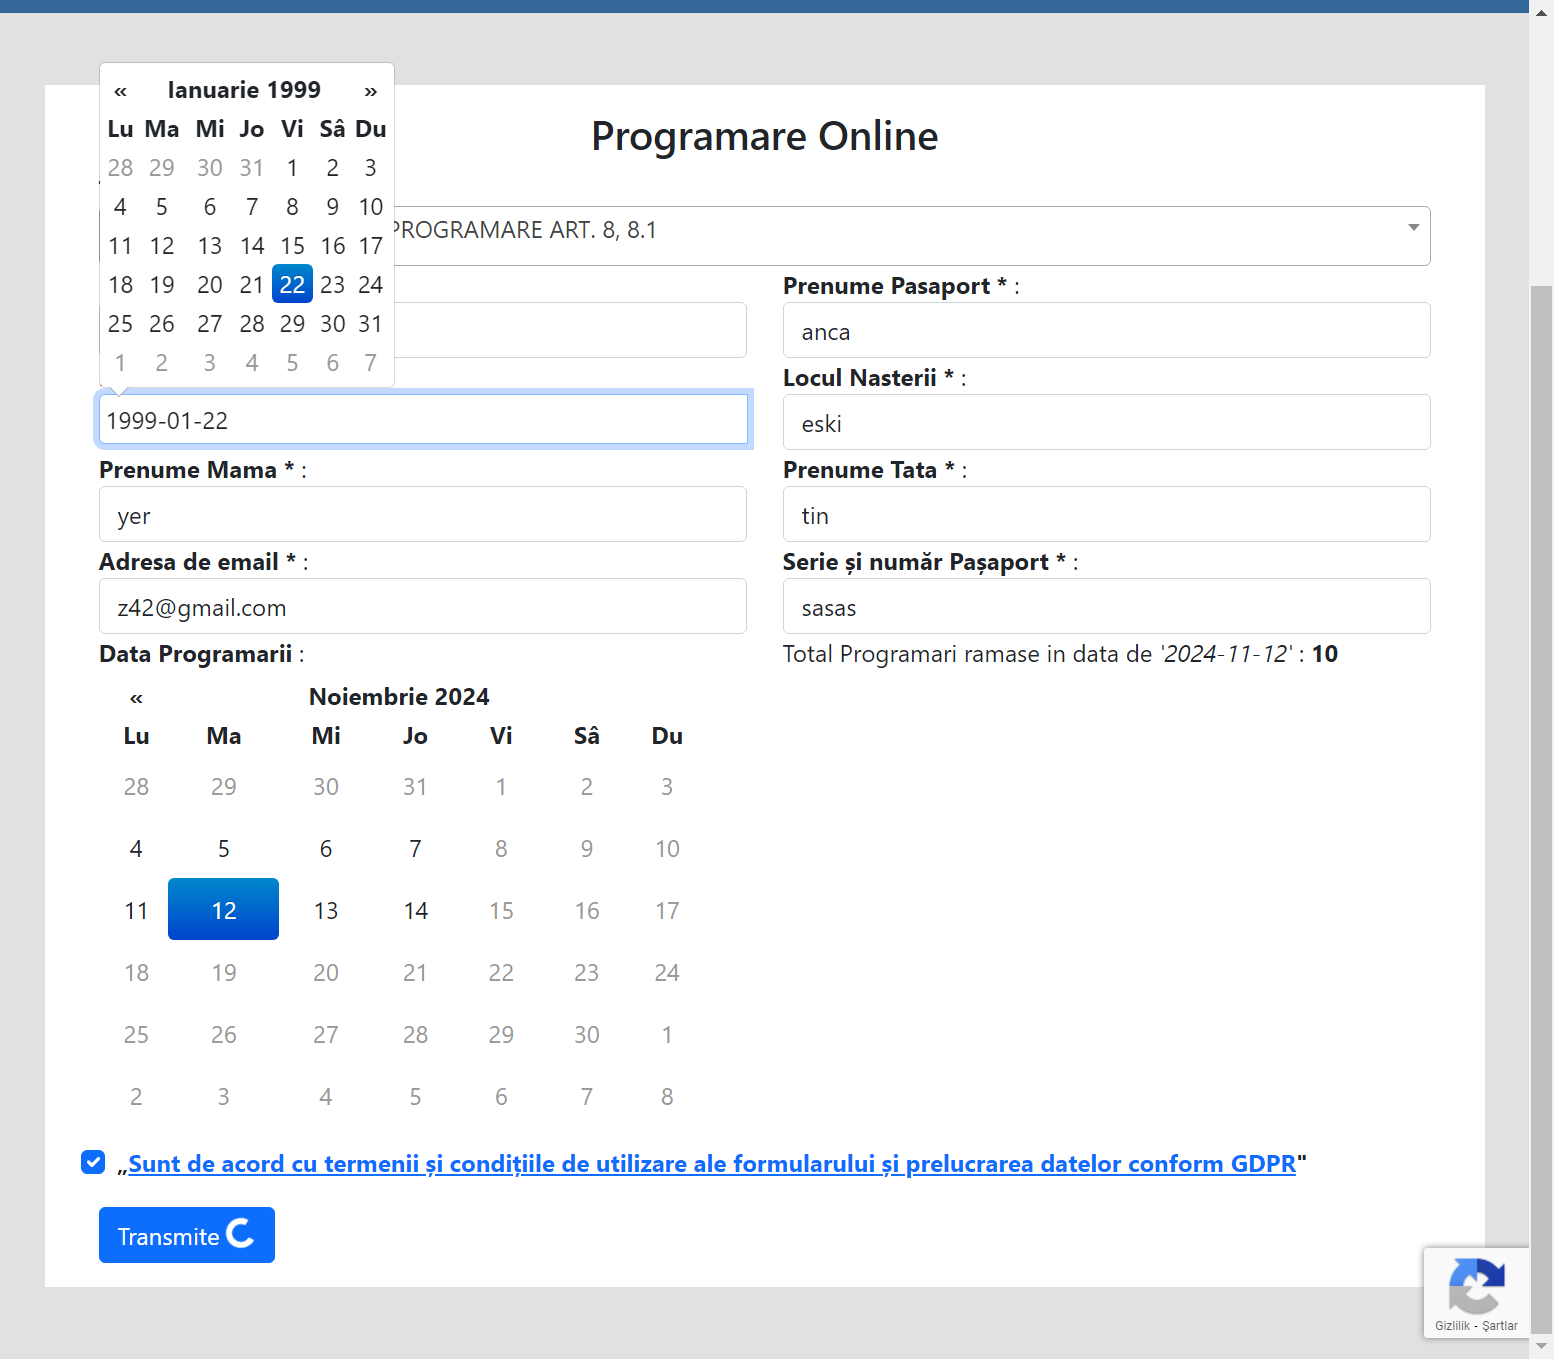 « Ianuarie 1999 »
Lu Ma Mi Jo Vi Sâ Du
28 29 30 31 1 2 3
4 5 6 7 8 9 10
11 12 13 14 15 16 17
18 19 20 21 22 23 24
25 26 27 28 29 30 31
1 2 3 4 5 6 7
Programare Online
PROGRAMARE ART. 8, 8.1
Prenume Pasaport * :
anca
Locul Nasterii * :
1999-01-22
eski
Prenume Mama * :
Prenume Tata * :
yer
tin
Adresa de email * :
Serie și număr Pașaport * :
z42@gmail.com
sasas
Data Programarii :
Total Programari ramase in data de '2024-11-12' : 10
« Noiembrie 2024
Lu Ma Mi Jo Vi Sâ Du
28 29 30 31 1 2 3
4 5 6 7 8 9 10
11 12 13 14 15 16 17
18 19 20 21 22 23 24
25 26 27 28 29 30 1
2 3 4 5 6 7 8
„Sunt de acord cu termenii și condițiile de utilizare ale formularului și prelucrarea datelor conform GDPR"
Transmite
Gizlilik - Şartlar